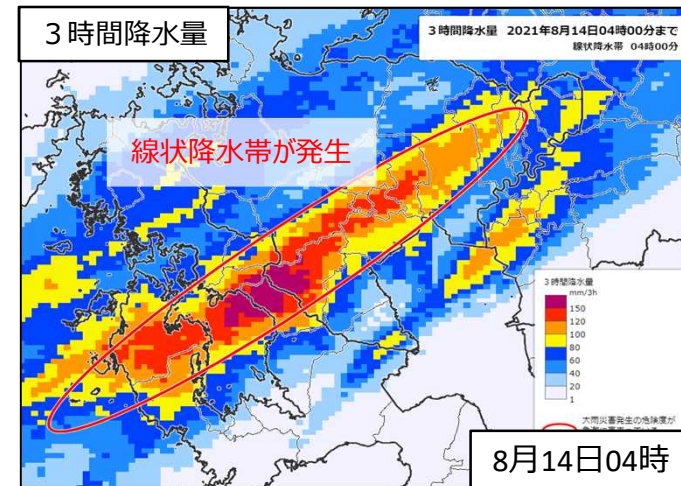 ３時間降水量
３時間降水量 2021年8月14日04時00分まで
線状降水帯 04時00分
線状降水帯が発生
３時間降水量
mm/3h
150
120
100
80
60
40
20
1
大雨災害発生の危険度が
8月14日04時